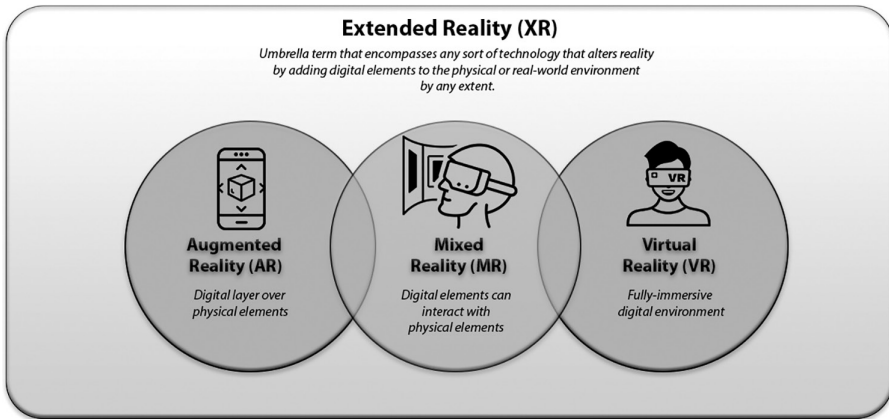 Extended Reality (XR)
Umbrella term that encompasses any sort of technology that alters reality
by adding digital elements to the physical or real-world environment
by any extent.
VR
Augmented
Reality (AR)
Digital layer over
physical elements
Mixed
Reality (MR)
Digital elements can
interact with
physical elements
Virtual
Reality (VR)
Fully-immersive
digital environment